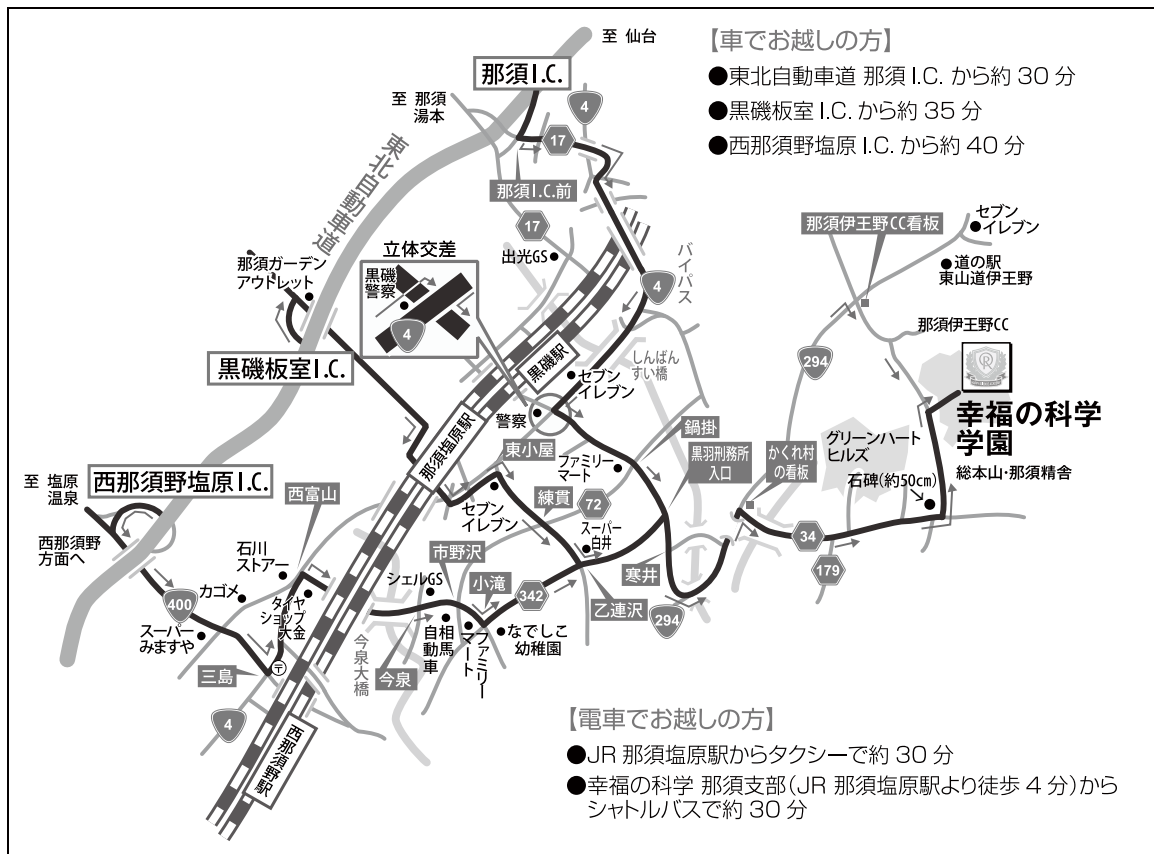 至 仙台
【車でお越しの方】
●東北自動車道 那須 I.C. から約 30 分
●黒磯板室 I.C. から約 35 分
●西那須野塩原 I.C. から約 40 分
那須I.C.
至 那須
湯本
4
17
那須I.C.前
東北自動車道
17
出光GS
バイパス
4
立体交差
黒磯
警察
4
那須ガーデン
アウトレット
黒磯板室I.C.
黒磯駅
セブン
イレブン
しんばん
すい橋
警察
那須塩原駅
東小屋
鍋掛
ファミリー
マート
黒羽刑務所
入口
かくれ村
の看板
那須伊王野CC看板
セブン
イレブン
道の駅
東山道伊王野
那須伊王野CC
294
幸福の科学
学園
総本山・那須精舎
グリーンハート
ヒルズ
石碑(約50㎝)
34
179
至 塩原
温泉
西那須野塩原I.C.
西富山
セブン
イレブン
練貫
72
スーパー
白井
西那須野
方面へ
石川
ストアー
カゴメ
400
タイヤ
ショップ
大金
スーパー
みますや
三島
〒
4
西那須野駅
シェルGS
市野沢
小滝
342
乙連沢
寒井
294
今泉大橋
今泉
相馬
自動車
ファミリー
マート
なでしこ
幼稚園
【電車でお越しの方】
●JR 那須塩原駅からタクシーで約 30 分
●幸福の科学 那須支部(JR 那須塩原駅より徒歩 4 分)から
シャトルバスで約 30 分